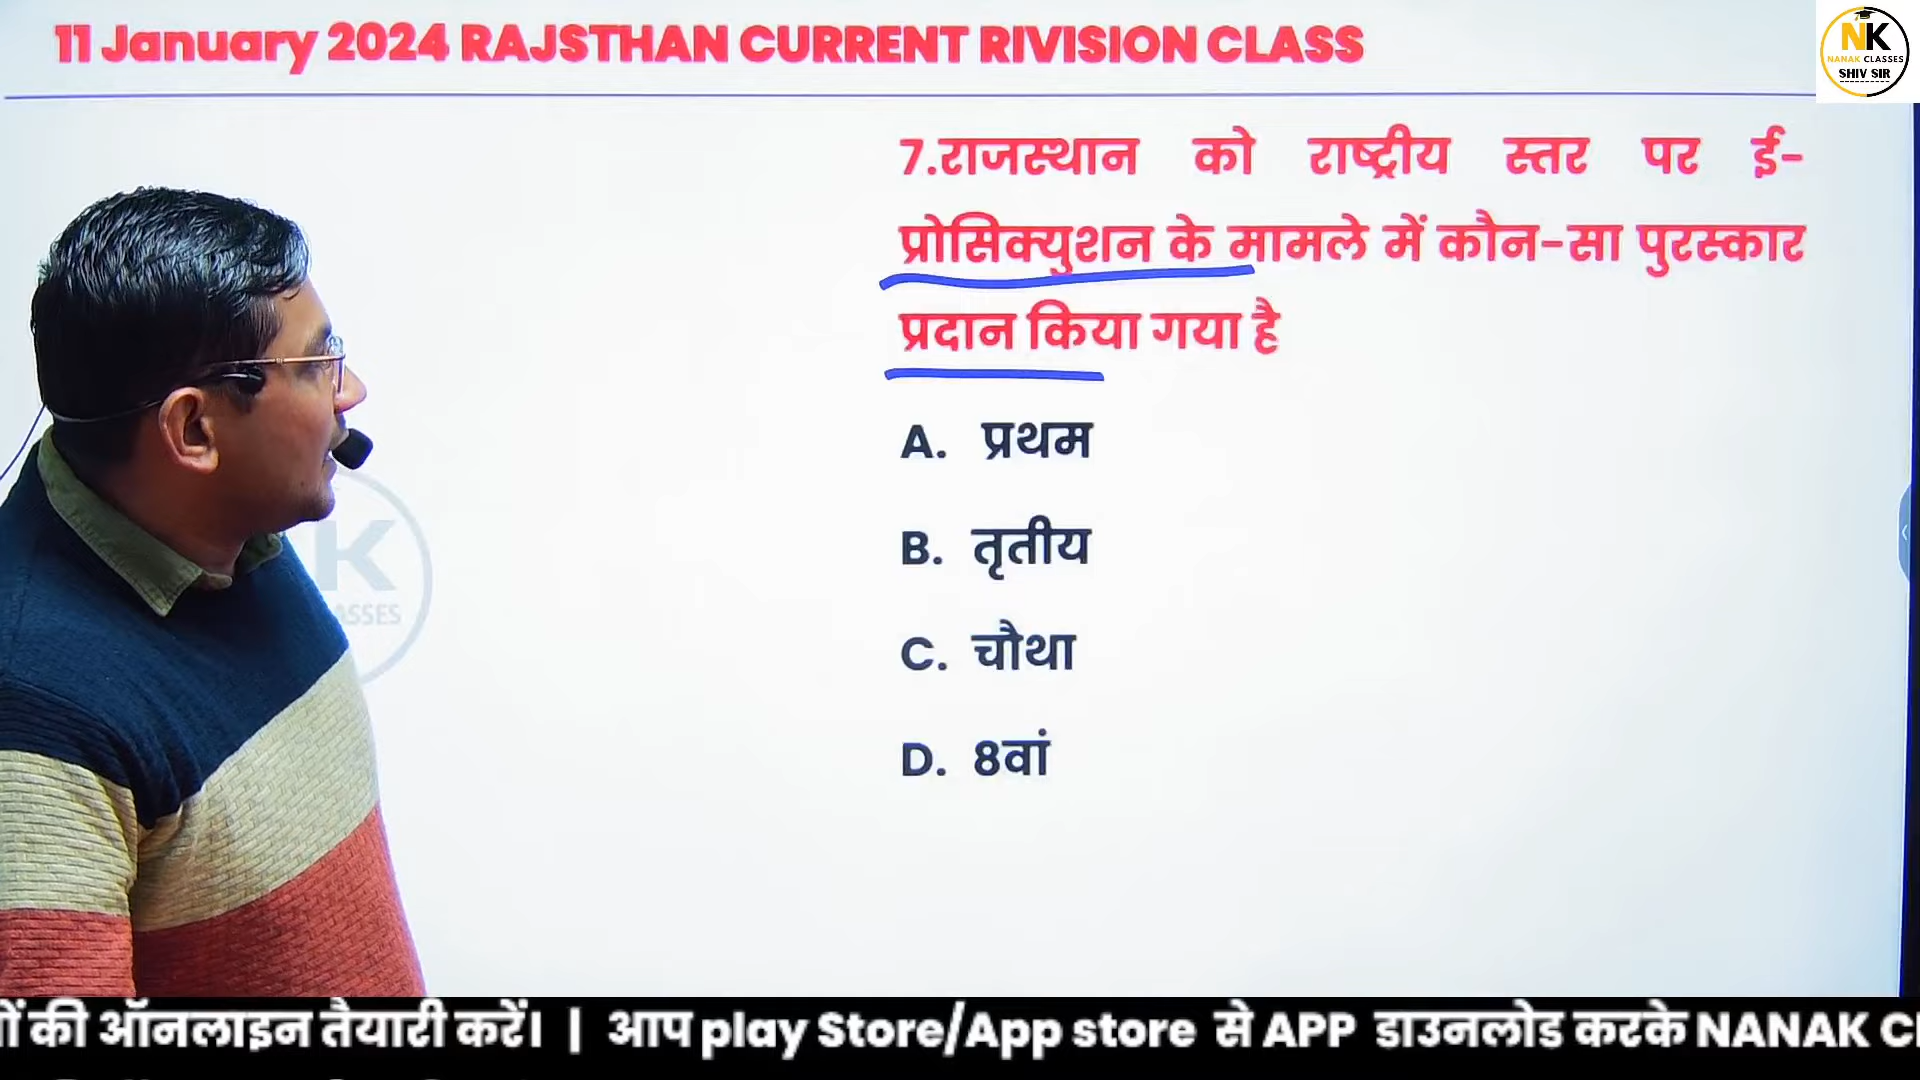 11 January 2024 RAJSTHAN CURRENT RIVISION CLASS
NK
NANAK CLASSES
SHIV SIR
7.राजस्थान को राष्ट्रीय स्तर पर ई-
प्रोसिक्युशन के मामले में कौन-सा पुरस्कार
प्रदान किया गया है
A. प्रथम
B. तृतीय
C. चौथा
D. 8वां
K
ASSES
की ऑनलाइन तैयारी करें। | आप play Store/App store से APP डाउनलोड करके NANAK